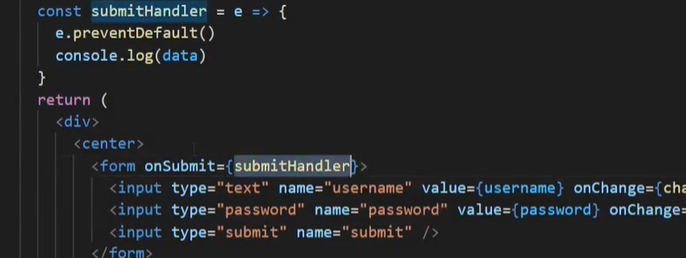 const submitHandler = e => {
e.preventDefault()
console.log(data)
}
return (
<div>
<center>
<form onSubmit={submitHandler}>
<input type="text" name="username" value={username} onChange={cha
<input type="password" name="password" value={password} onChange=
<input type="submit" name="submit" />
</form>